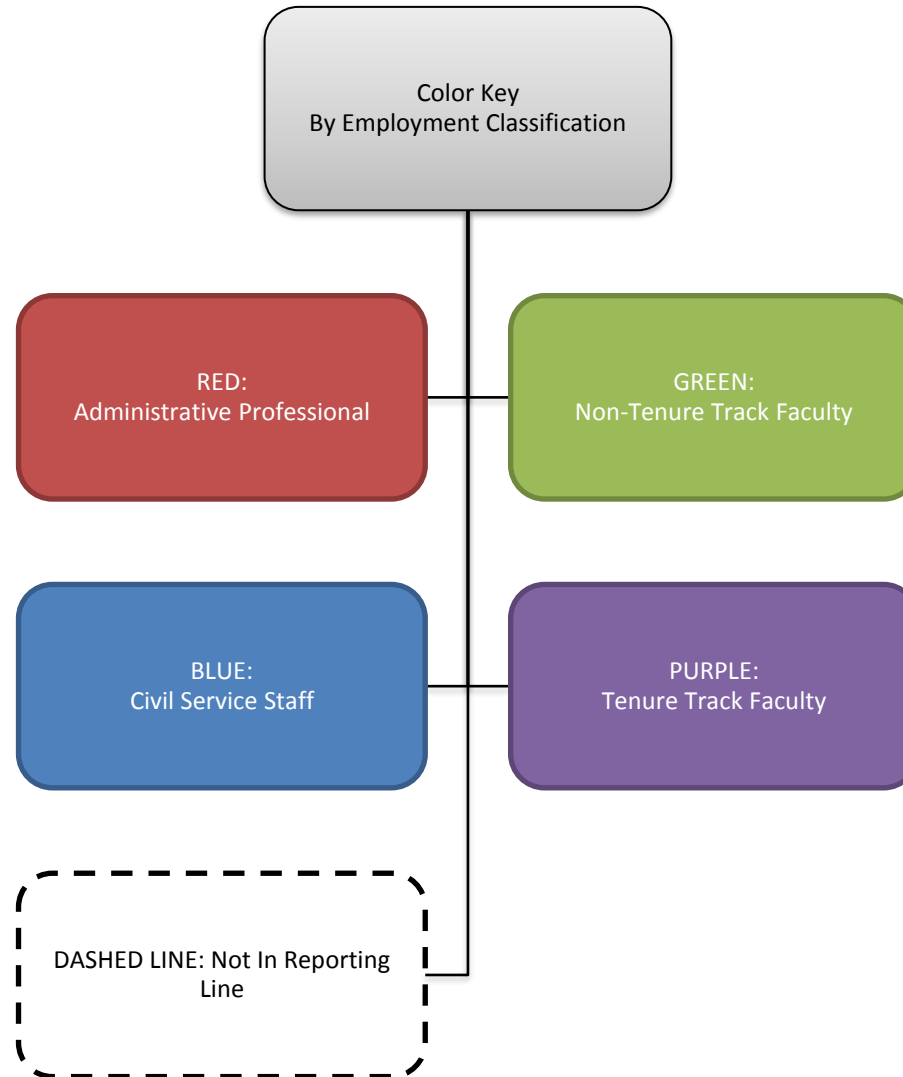 Color Key
By Employment Classification
RED:
Administrative Professional
GREEN:
Non-Tenure Track Faculty
BLUE:
Civil Service Staff
PURPLE:
Tenure Track Faculty
DASHED LINE: Not In Reporting
Line